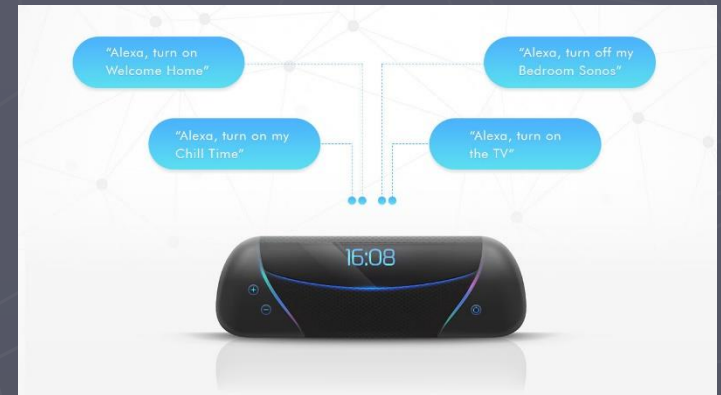 "Alexa, turn on
Welcome Home"
"Alexa, turn off my
Bedroom Sonos"
"Alexa, turn on my
Chill Time"
"Alexa, turn on
the TV"
16:08